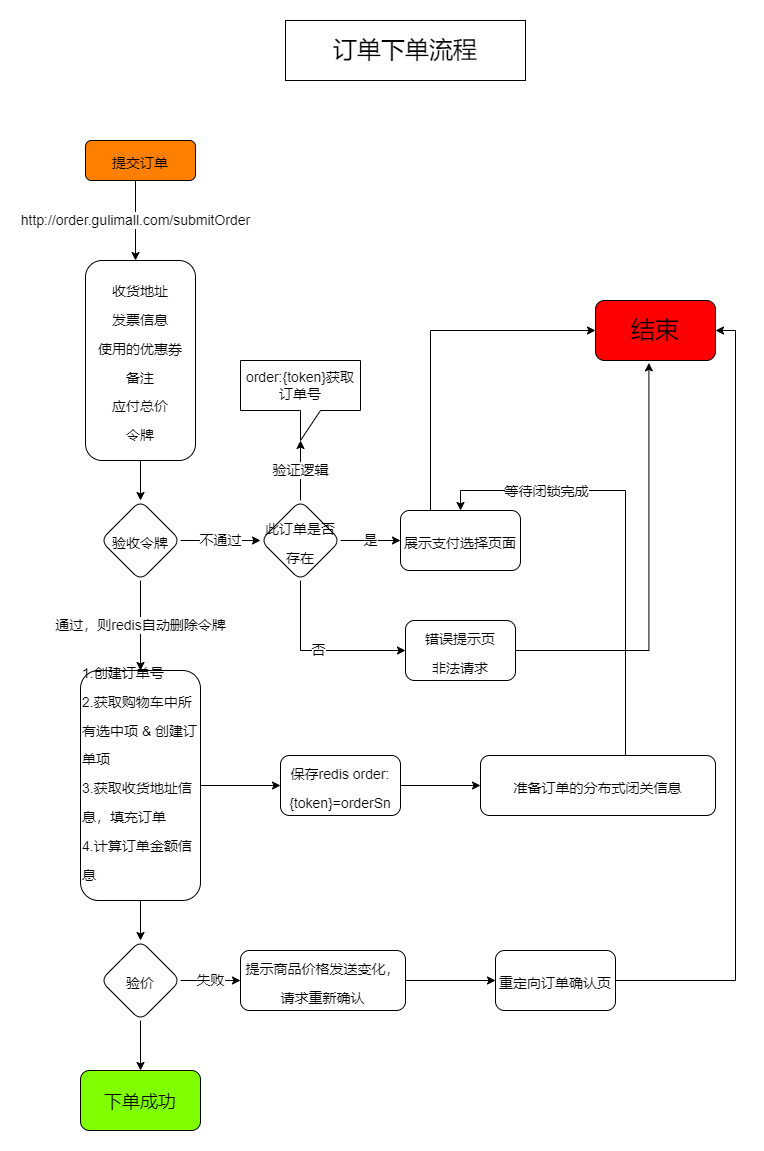 订单下单流程
提交订单
http://order.gulimall.com/submitOrder
收货地址
发票信息
使用的优惠券
备注
应付总价
令牌
结束
order:{token}获取
订单号
验证逻辑
等待闭锁完成
验收令牌
不通过
此订单是否
存在
是
展示支付选择页面
通过，则redis自动删除令牌
否
错误提示页
非法请求
1.创建订单号
2.获取购物车中所
有选中项 & 创建订
单项
3.获取收货地址信
息，填充订单
4.计算订单金额信
息
保存redis order:
{token}=orderSn
准备订单的分布式闭关信息
验价
失败
提示商品价格发送变化，
请求重新确认
重定向订单确认页
下单成功